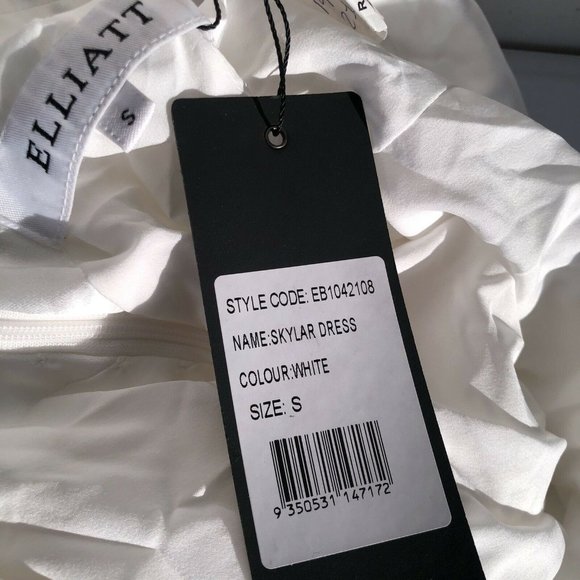 ELLIATT
S
STYLE CODE: EB1042108
NAME:SKYLAR DRESS
COLOUR:WHITE
SIZE: S
9 350531 147172